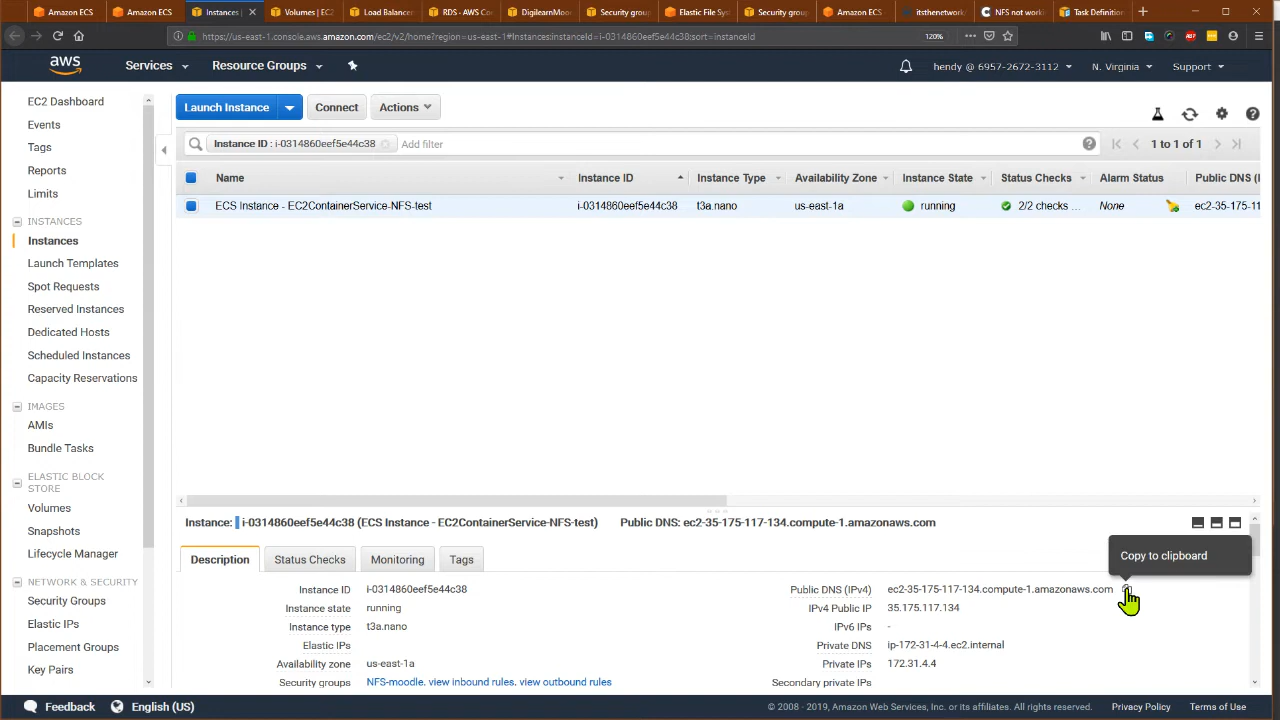 Amazon ECS
Amazon ECS
Instances |
Volumes | EC2
Load Balancer
RDS - AWS Co
DigilearnMoo
Security grou
Elastic File Sys
Security grou
Amazon ECS
itsthenetwork,
NFS not worki
Task Definition
https://us-east-1.console.aws.amazon.com/ec2/v2/home?region=us-east-1#Instances:instanceId=i-0314860eef5e44c38;sort=instanceId
120%
aws
Services
Resource Groups
hendy @ 6957-2672-3112
N. Virginia
Support
EC2 Dashboard
Events
Tags
Reports
Limits
INSTANCES
Instances
Launch Templates
Spot Requests
Reserved Instances
Dedicated Hosts
Scheduled Instances
Capacity Reservations
IMAGES
AMIs
Bundle Tasks
ELASTIC BLOCK
STORE
Volumes
Snapshots
Lifecycle Manager
NETWORK & SECURITY
Security Groups
Elastic IPs
Placement Groups
Key Pairs
Launch Instance
Connect
Actions
Instance ID : i-0314860eef5e44c38
Add filter
1 to 1 of 1
Name
Instance ID
Instance Type
Availability Zone
Instance State
Status Checks
Alarm Status
Public DNS (I
ECS Instance - EC2ContainerService-NFS-test
i-0314860eef5e44c38
t3a.nano
us-east-1a
running
2/2 checks ...
None
ec2-35-175-11
Instance: i-0314860eef5e44c38 (ECS Instance - EC2ContainerService-NFS-test) Public DNS: ec2-35-175-117-134.compute-1.amazonaws.com
Copy to clipboard
Description
Status Checks
Monitoring
Tags
Instance ID i-0314860eef5e44c38
Instance state running
Instance type t3a.nano
Elastic IPs
Availability zone us-east-1a
Security groups NFS-moodle. view inbound rules. view outbound rules
Public DNS (IPv4) ec2-35-175-117-134.compute-1.amazonaws.com
IPv4 Public IP 35.175.117.134
IPv6 IPs -
Private DNS ip-172-31-4-4.ec2.internal
Private IPs 172.31.4.4
Secondary private IPs
Feedback
English (US)
© 2008 - 2019, Amazon Web Services, Inc. or its affiliates. All rights reserved.
Privacy Policy
Terms of Use